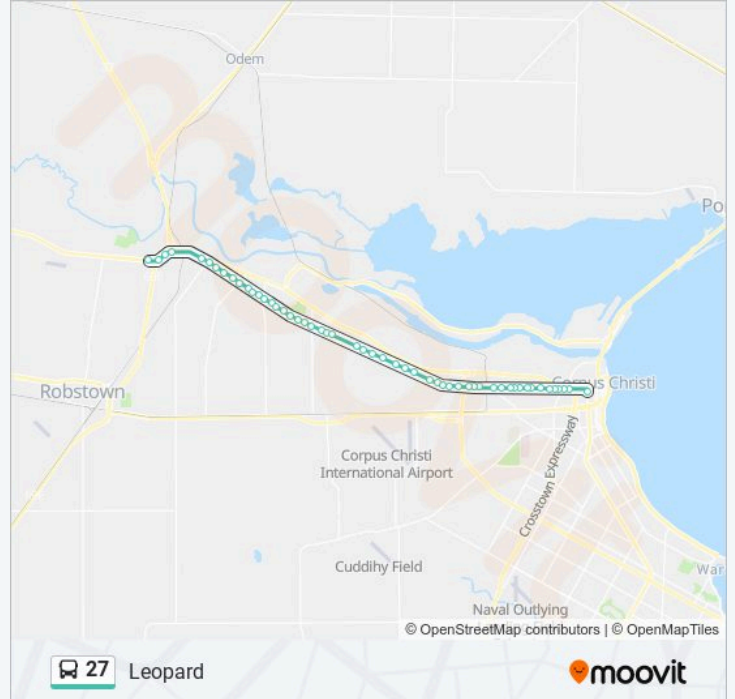 Odem
Po
Robstown
Corpus Christi
Corpus Christi
International Airport
Crosstown Expressway
Cuddihy Field
War
Naval Outlying
© OpenStreetMap contributors | © OpenMapTiles
27 Leopard
moovit